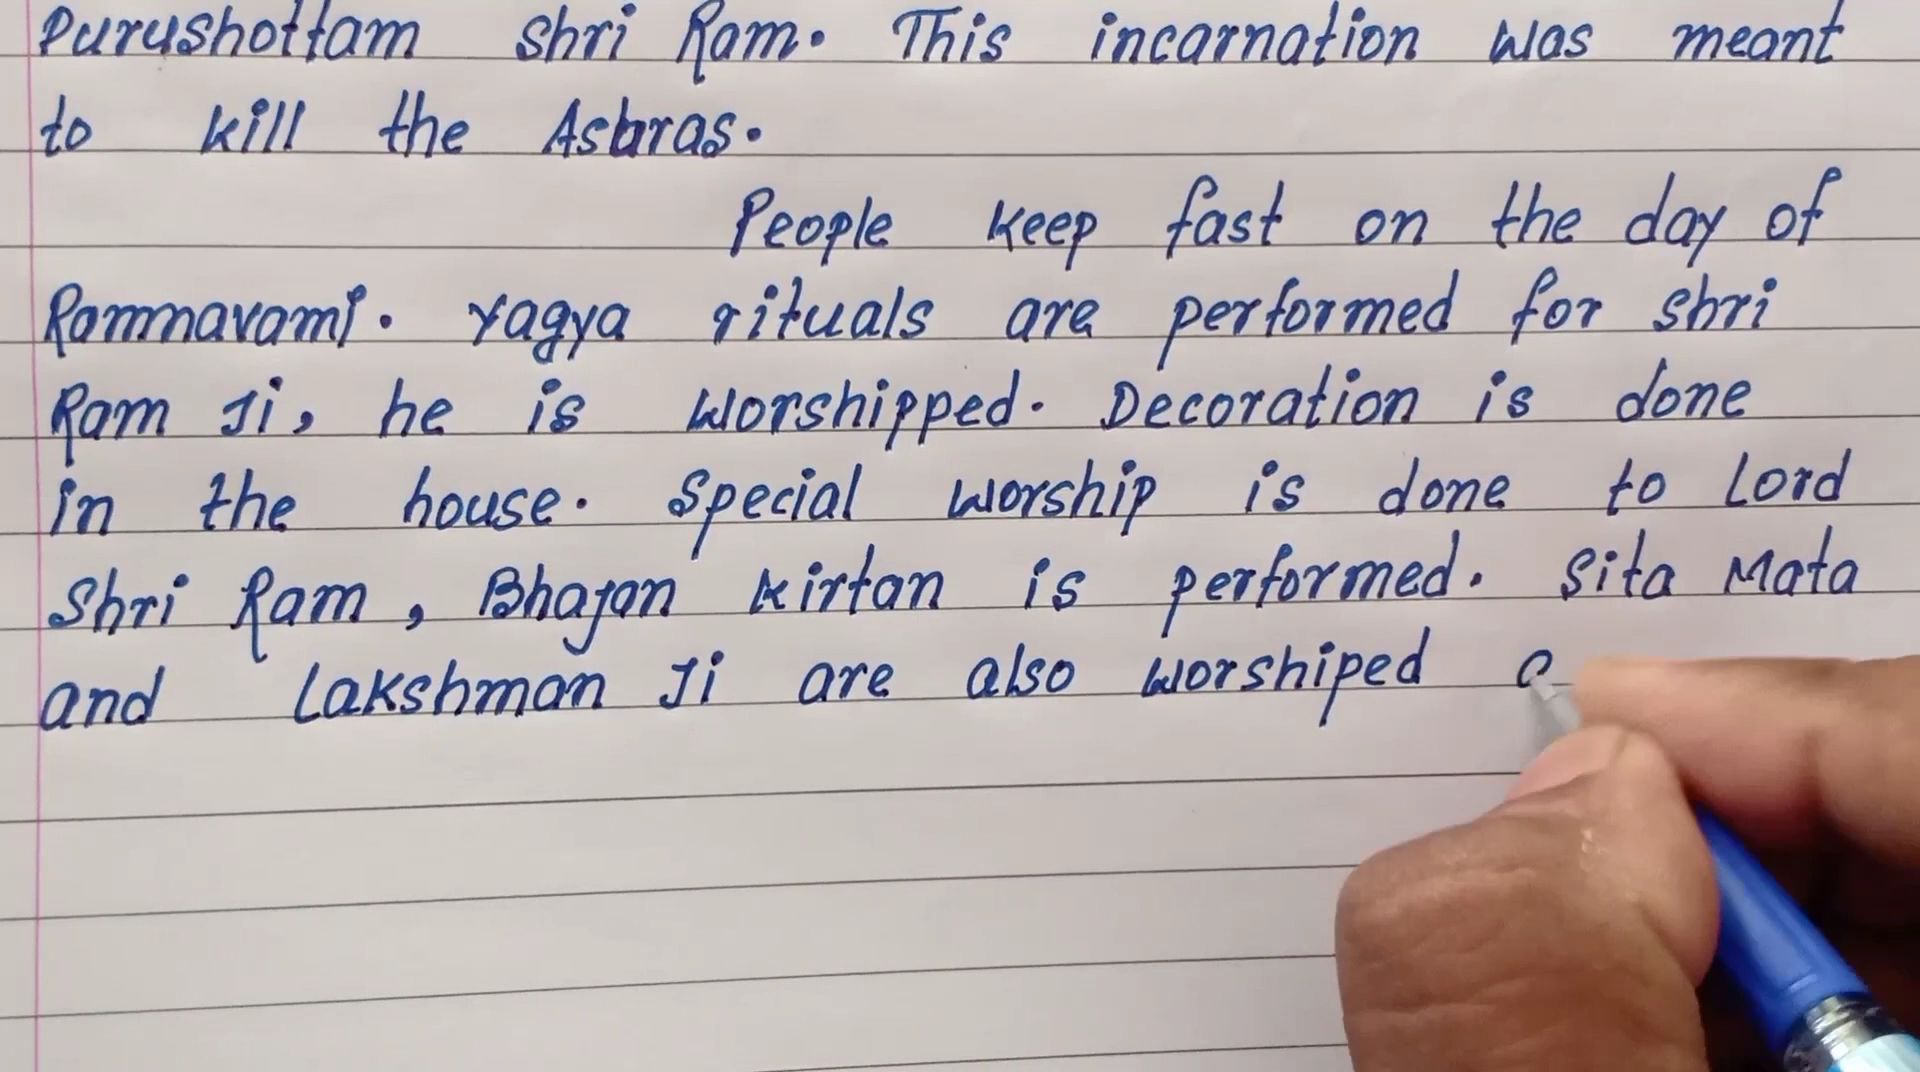 Purushottam Shri Ram. This incarnation was meant
to kill the Asuras.
People keep fast on the day of
Ramnavami. Yagya rituals are performed for Shri
Ram Ji, he is worshipped. Decoration is done
in the house. Special worship is done to Lord
Shri Ram, Bhajan kirtan is performed. Sita Mata
and Lakshman Ji are also worshiped